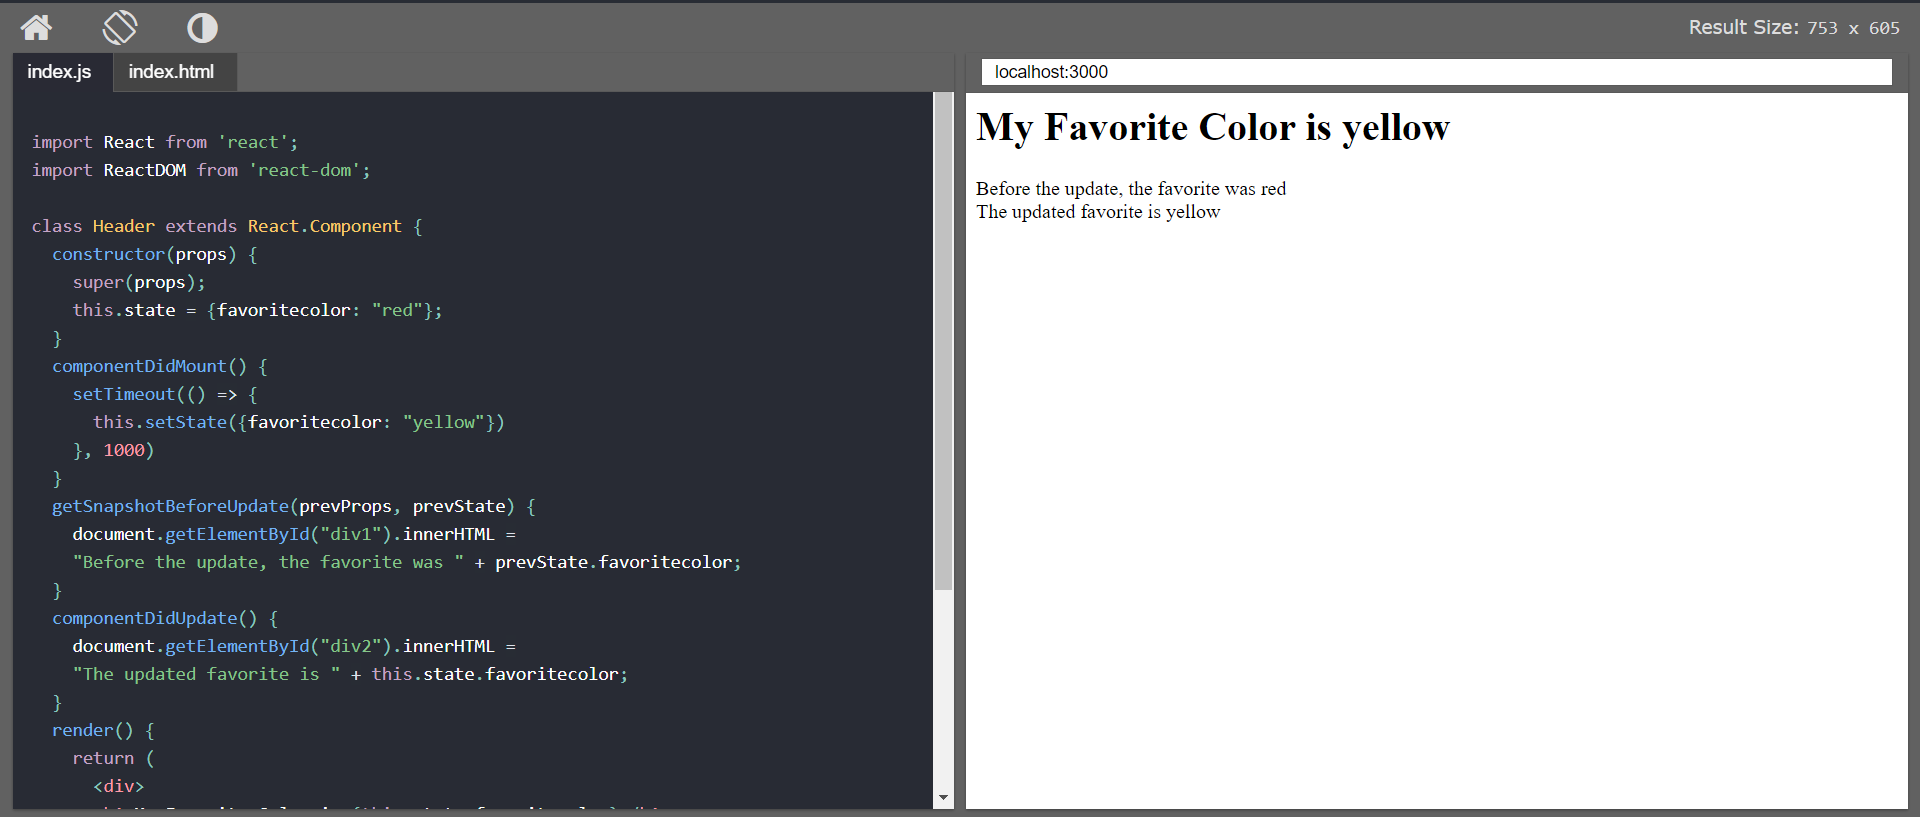 Result Size: 753 x 605
index.js index.html
localhost:3000
import React from 'react';
import ReactDOM from 'react-dom';
class Header extends React.Component {
constructor(props) {
super(props);
this.state = {favoritecolor: "red"};
}
componentDidMount() {
setTimeout(() => {
this.setState({favoritecolor: "yellow"})
}, 1000)
}
getSnapshotBeforeUpdate(prevProps, prevState) {
document.getElementById("div1").innerHTML =
"Before the update, the favorite was " + prevState.favoritecolor;
}
componentDidUpdate() {
document.getElementById("div2").innerHTML =
"The updated favorite is " + this.state.favoritecolor;
}
render() {
return (
<div>
My Favorite Color is yellow
Before the update, the favorite was red
The updated favorite is yellow